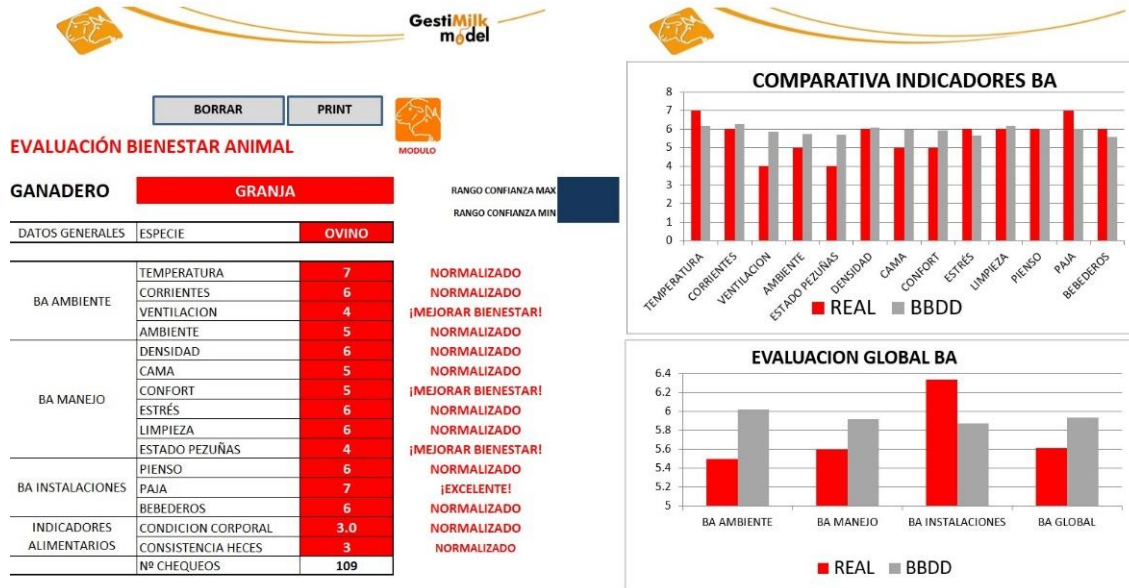 GestiMilk
model
BORRAR PRINT
MODULO
EVALUACIÓN BIENESTAR ANIMAL
GANADERO GRANJA
RANGO CONFIANZA MAX
RANGO CONFIANZA MIN
DATOS GENERALES ESPECIE OVINO
BA AMBIENTE
TEMPERATURA 7 NORMALIZADO
CORRIENTES 6 NORMALIZADO
VENTILACION 4 ¡MEJORAR BIENESTAR!
AMBIENTE 5 NORMALIZADO
BA MANEJO
DENSIDAD 6 NORMALIZADO
CAMA 5 NORMALIZADO
CONFORT 5 ¡MEJORAR BIENESTAR!
ESTRÉS 6 NORMALIZADO
LIMPIEZA 6 NORMALIZADO
ESTADO PEZUÑAS 4 ¡MEJORAR BIENESTAR!
BA INSTALACIONES
PIENSO 6 NORMALIZADO
PAJA 7 ¡EXCELENTE!
BEBEDEROS 6 NORMALIZADO
INDICADORES
ALIMENTARIOS
CONDICION CORPORAL 3.0 NORMALIZADO
CONSISTENCIA HECES 3 NORMALIZADO
Nº CHEQUEOS 109
COMPARATIVA INDICADORES BA
8
7
6
5
4
3
2
1
0
TEMPERATURA
CORRIENTES
VENTILACION
AMBIENTE
ESTADO PEZUÑAS
DENSIDAD
CAMA
CONFORT
ESTRÉS
LIMPIEZA
PIENSO
PAJA
BEBEDEROS
REAL BBDD
EVALUACION GLOBAL BA
6.4
6.2
6
5.8
5.6
5.4
5.2
5
BA AMBIENTE BA MANEJO BA INSTALACIONES BA GLOBAL
REAL BBDD